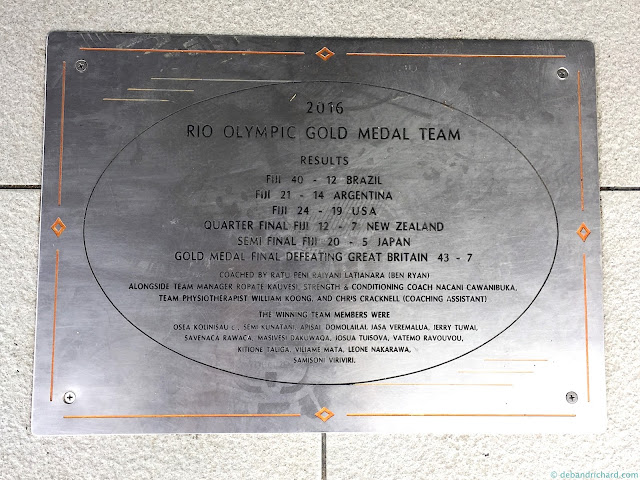 2016
RIO OLYMPIC GOLD MEDAL TEAM
RESULTS
FIJI 40 - 12 BRAZIL
FIJI 21 - 14 ARGENTINA
FIJI 24 - 19 USA
QUARTER FINAL FIJI 12 - 7 NEW ZEALAND
SEMI FINAL FIJI 20 - 5 JAPAN
GOLD MEDAL FINAL DEFEATING GREAT BRITAIN 43 - 7
COACHED BY RATU PENI RAIYANI LATIANARA (BEN RYAN)
ALONGSIDE TEAM MANAGER ROPATE KAUVESI, STRENGTH & CONDITIONING COACH NACANI CAWANIBUKA,
TEAM PHYSIOTHERAPIST WILLIAM KOONG, AND CHRIS CRACKNELL (COACHING ASSISTANT)
THE WINNING TEAM MEMBERS WERE
OSEA KOLINISAU, SEMI KUNATANI, APISAI DOMOLAILAI, JASA VEREMALUA, JERRY TUWAI,
SAVENACA RAWACA, MASIVESI DAKUWAQA, JOSUA TUISOVA, VATEMO RAVOUVOU,
KITIONE TALIGA, VILIAME MATA, LEONE NAKARAWA,
SAMISONI VIRIVIRI.
© debandrichard.com